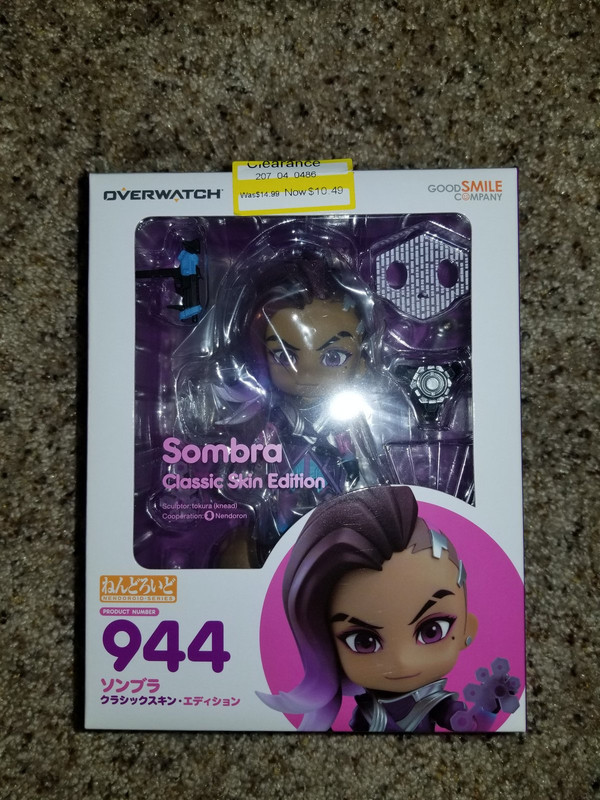 Clearance
207 04 0486
Was$14.99 Now $10.49
OVERWATCH
GOOD SMILE
COMPANY
Sombra
Classic Skin Edition
Sculptor:tokura (knead)
Cooperation: Nendoron
ねんどろいど
NENDOROID SERIES
PRODUCT NUMBER
944
ソンブラ
クラシックスキン・エディション